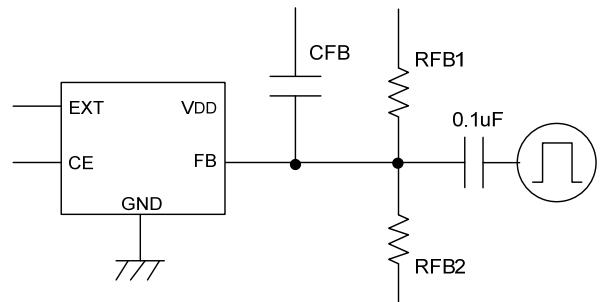 CFB
RFB1
EXT
VDD
0.1uF
CE
FB
GND
RFB2